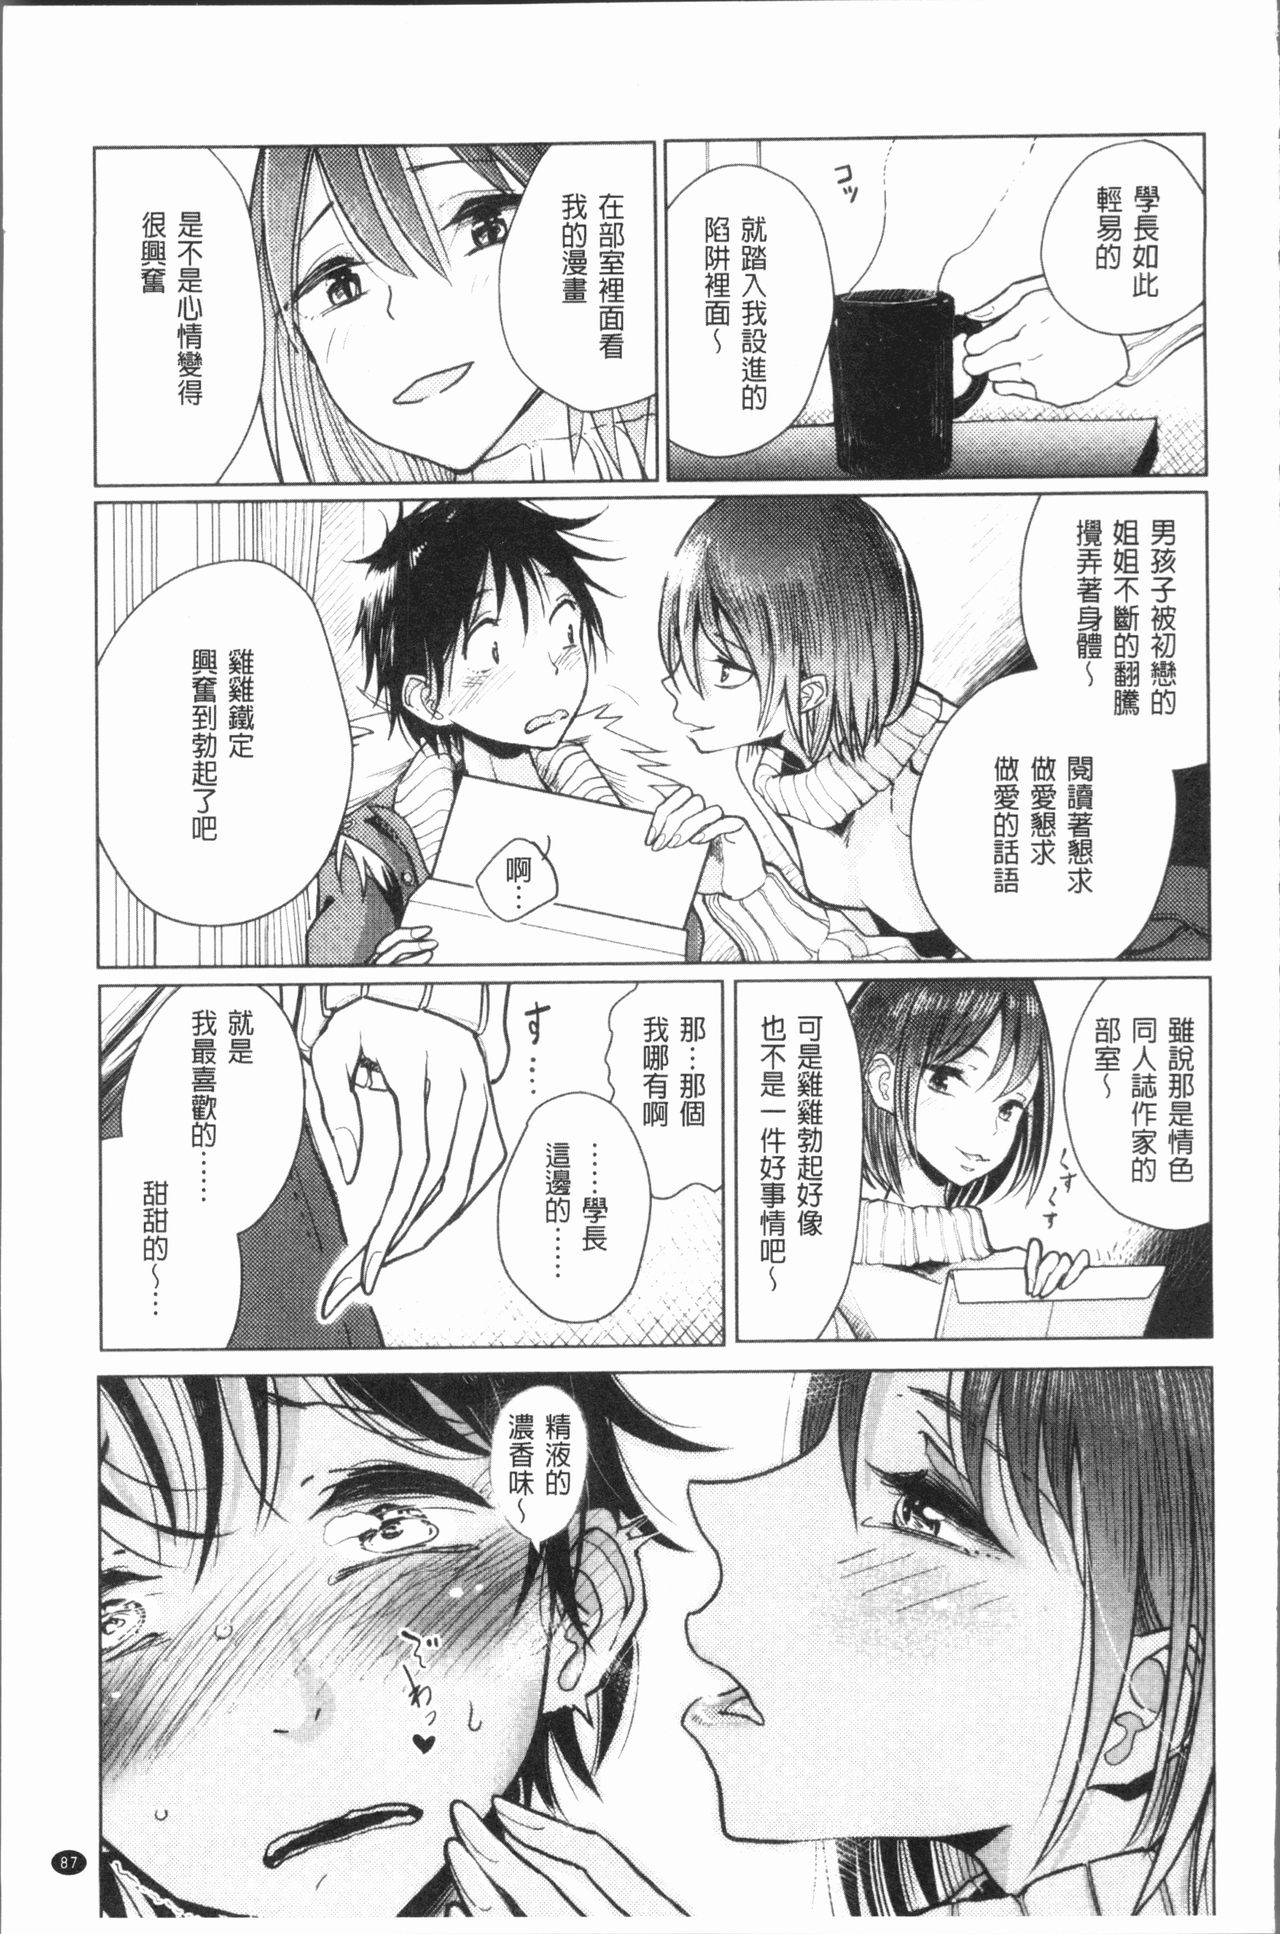 學長如此
輕易的
コッ
就踏入我設進的
陷阱裡面～
在部室裡面看
我的漫畫
是不是心情變得
很興奮
男孩子被初戀的
姐姐不斷的翻騰
攪弄著身體～
閱讀著懇求
做愛懇求
做愛的話語
啊…
雞雞鐵定
興奮到勃起了吧
雖說那是情色
同人誌作家的
部室～
くすくす
可是雞雞勃起好像
也不是一件好事情吧～
那…那個
我哪有啊
……學長
這邊的……
す……
就是
我最喜歡的……
甜甜的～…
精液的
濃香味～
ぞわっ♥
87